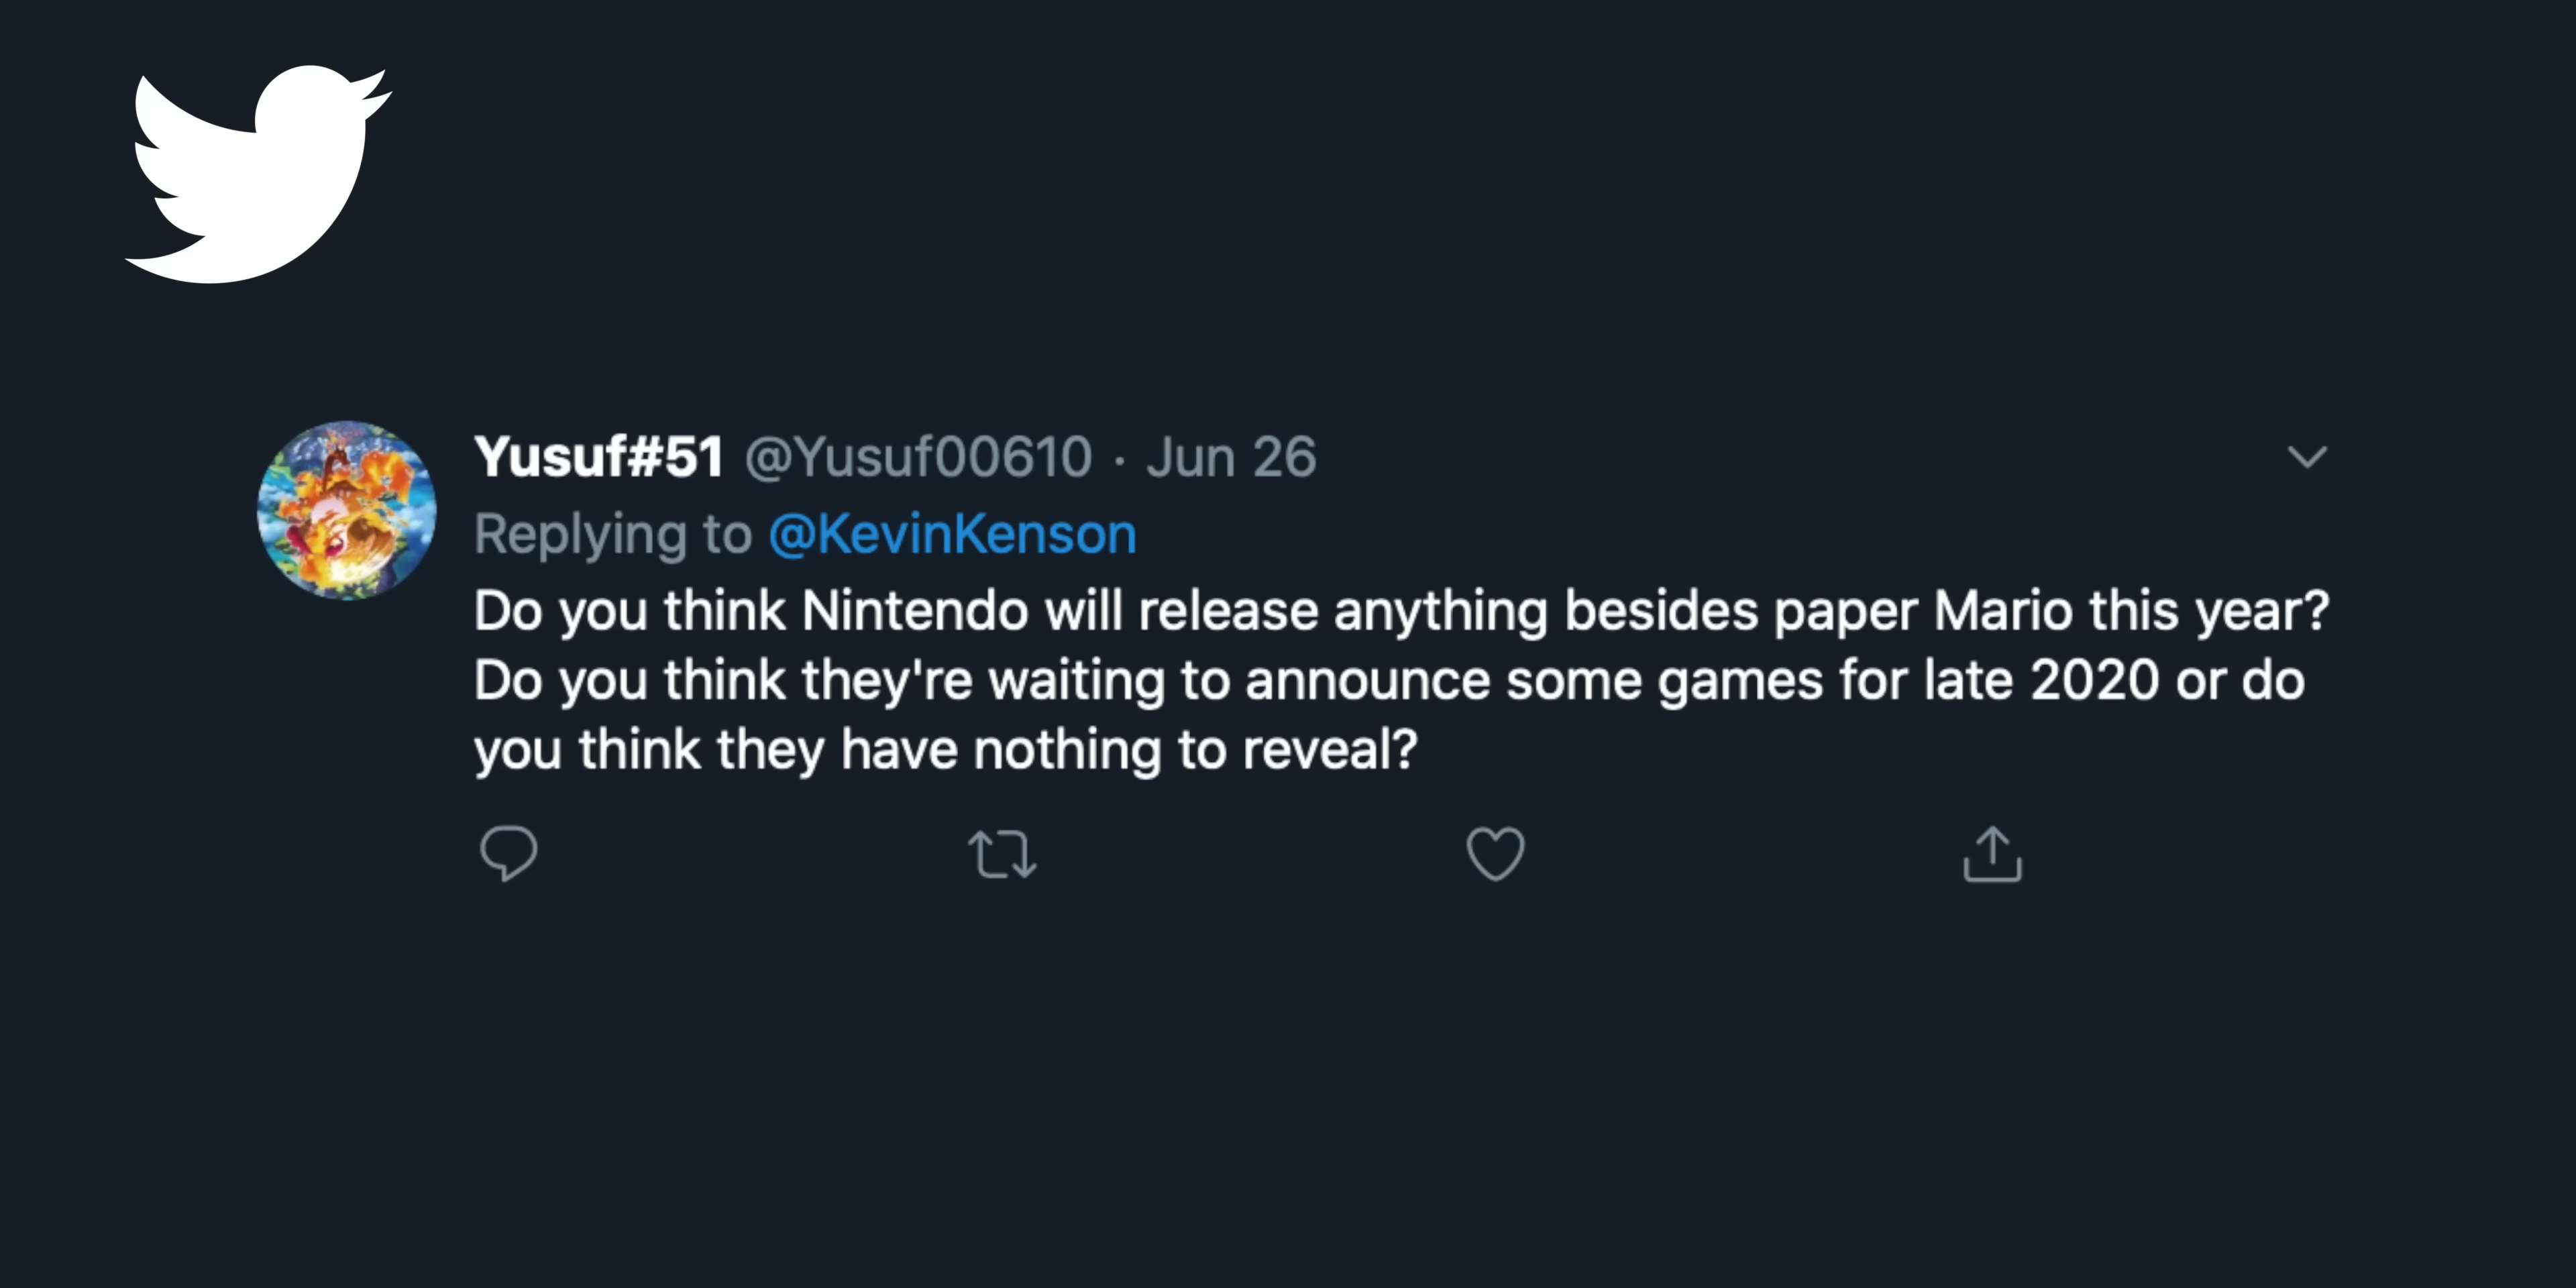 Yusuf#51 @Yusuf00610 · Jun 26
Replying to @KevinKenson
Do you think Nintendo will release anything besides paper Mario this year?
Do you think they're waiting to announce some games for late 2020 or do
you think they have nothing to reveal?